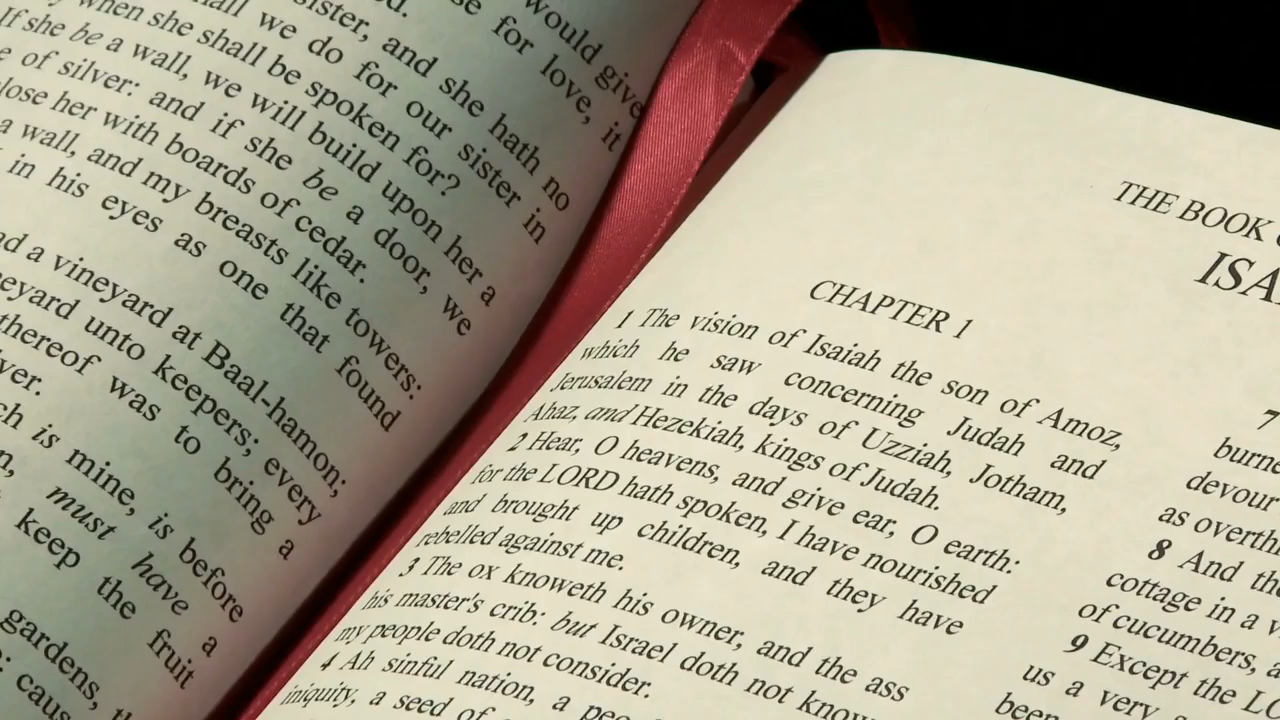 would give
for love, it
sister, and she hath no
shall we do for our sister in
when she shall be spoken for?
If she be a wall, we will build upon her a
of silver: and if she be a door, we
her with boards of cedar.
a wall, and my breasts like towers:
in his eyes as one that found
a vineyard at Baal-hamon;
unto keepers; every
thereof was to bring a
is mine, is before
must have a
keep the fruit
gardens,
THE BOOK
CHAPTER 1
1 The vision of Isaiah the son of Amoz,
which he saw concerning Judah and
Jerusalem in the days of Uzziah, Jotham,
Ahaz, and Hezekiah, kings of Judah.
2 Hear, O heavens, and give ear, O earth:
for the LORD hath spoken, I have nourished
and brought up children, and they have
rebelled against me.
3 The ox knoweth his owner, and the ass
his master's crib: but Israel doth not know
my people doth not consider.
4 Ah sinful nation, a
iniquity, a seed of
7
devour
as
8 And
cottage in a
of cucumbers,
9 Except the
us a very
been